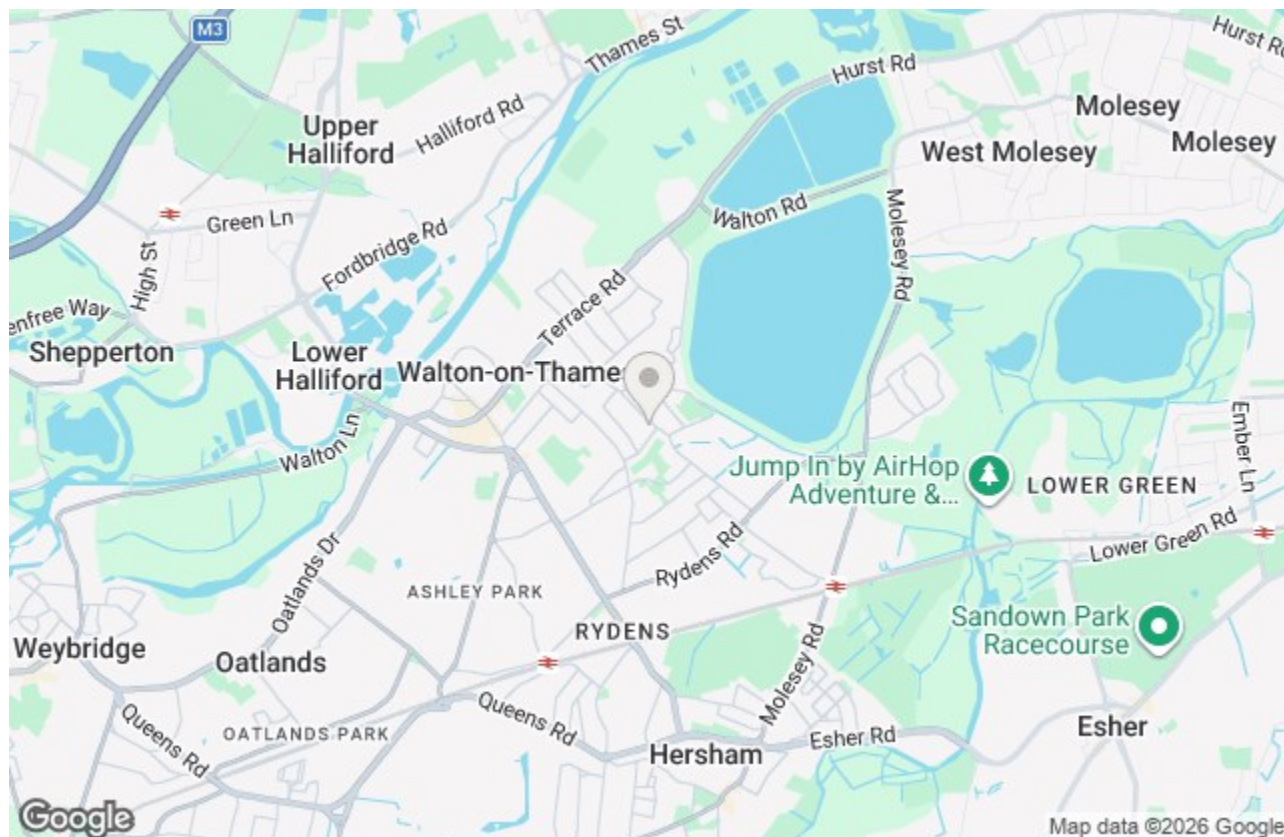 M3
Thames St
Hurst Rd
Hurst Rd
Halliford Rd
Upper
Halliford
Molesey
Molesey
West Molesey
Green Ln
Walton Rd
Molesey Rd
High St
Fordbridge Rd
enfree Way
Terrace Rd
Shepperton
Lower
Halliford
Walton-on-Thame
Walton Ln
Ember Ln
Jump In by AirHop
Adventure &...
LOWER GREEN
Lower Green Rd
Oatlands Dr
Rydens Rd
ASHLEY PARK
RYDENS
Sandown Park
Racecourse
Weybridge
Oatlands
Molesey Rd
Queens Rd
Queens Rd
OATLANDS PARK
Hersham
Esher Rd
Esher
Google
Map data ©2026 Google